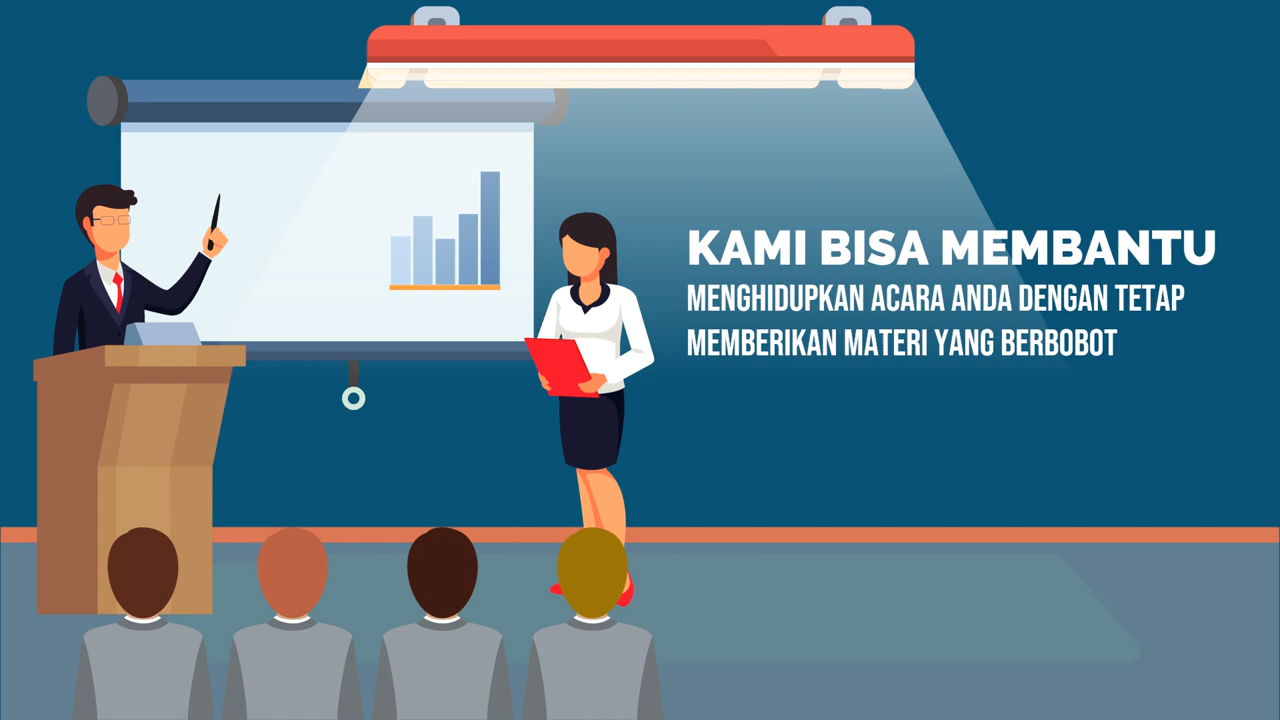 KAMI BISA MEMBANTU
MENGHIDUPKAN ACARA ANDA DENGAN TETAP
MEMBERIKAN MATERI YANG BERBOBOT